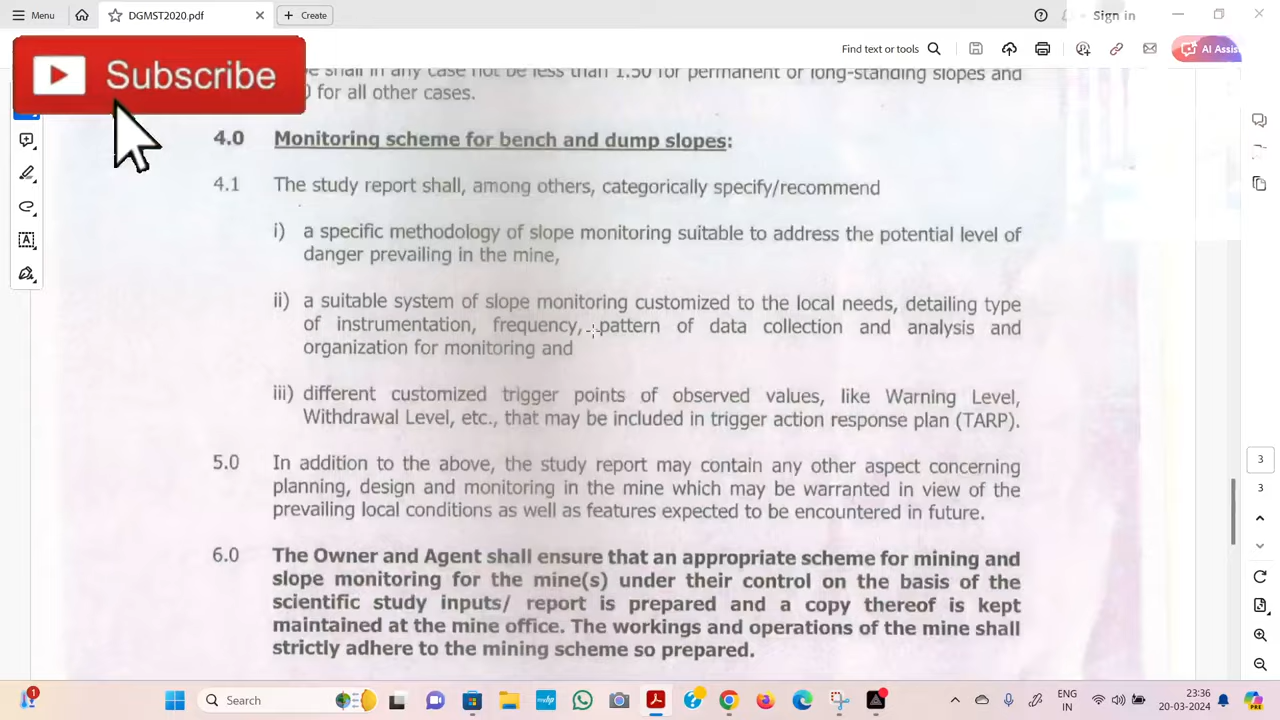 Menu
DGMST2020.pdf
Create
Sign in
Find text or tools
AI Assis
Subscribe
shall in any case not be less than 1.50 for permanent or long-standing slopes and
for all other cases.
4.0 Monitoring scheme for bench and dump slopes:
4.1 The study report shall, among others, categorically specify/recommend
i) a specific methodology of slope monitoring suitable to address the potential level of
danger prevailing in the mine,
ii) a suitable system of slope monitoring customized to the local needs, detailing type
of instrumentation, frequency, pattern of data collection and analysis and
organization for monitoring and
iii) different customized trigger points of observed values, like Warning Level,
Withdrawal Level, etc., that may be included in trigger action response plan (TARP).
5.0 In addition to the above, the study report may contain any other aspect concerning
planning, design and monitoring in the mine which may be warranted in view of the
prevailing local conditions as well as features expected to be encountered in future.
6.0 The Owner and Agent shall ensure that an appropriate scheme for mining and
slope monitoring for the mine(s) under their control on the basis of the
scientific study inputs/ report is prepared and a copy thereof is kept
maintained at the mine office. The workings and operations of the mine shall
strictly adhere to the mining scheme so prepared.
3
3
1
Search
ENG
IN
23:36
20-03-2024